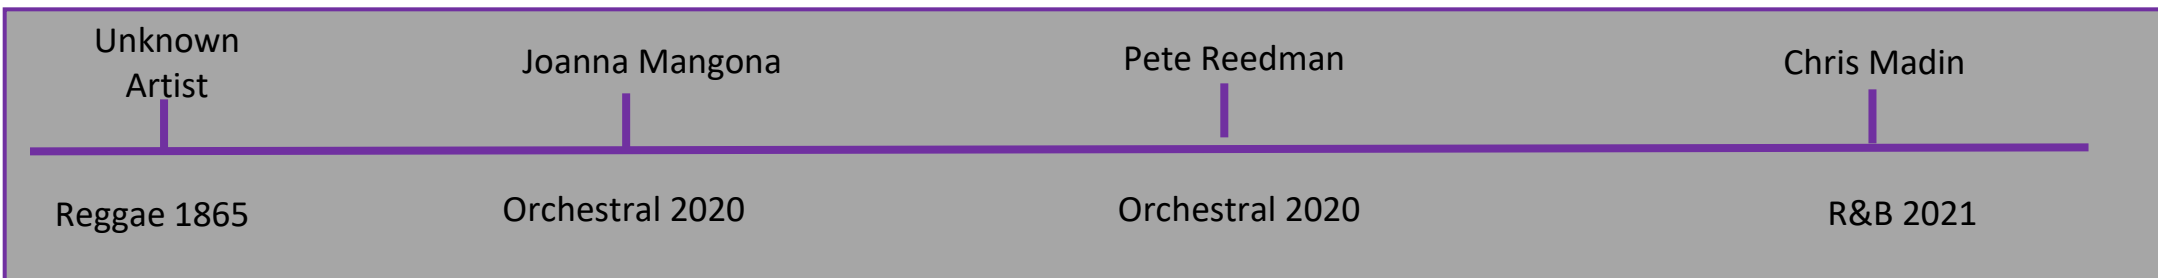 Unknown
Artist
Joanna Mangona
Pete Reedman
Chris Madin
Reggae 1865
Orchestral 2020
Orchestral 2020
R&B 2021